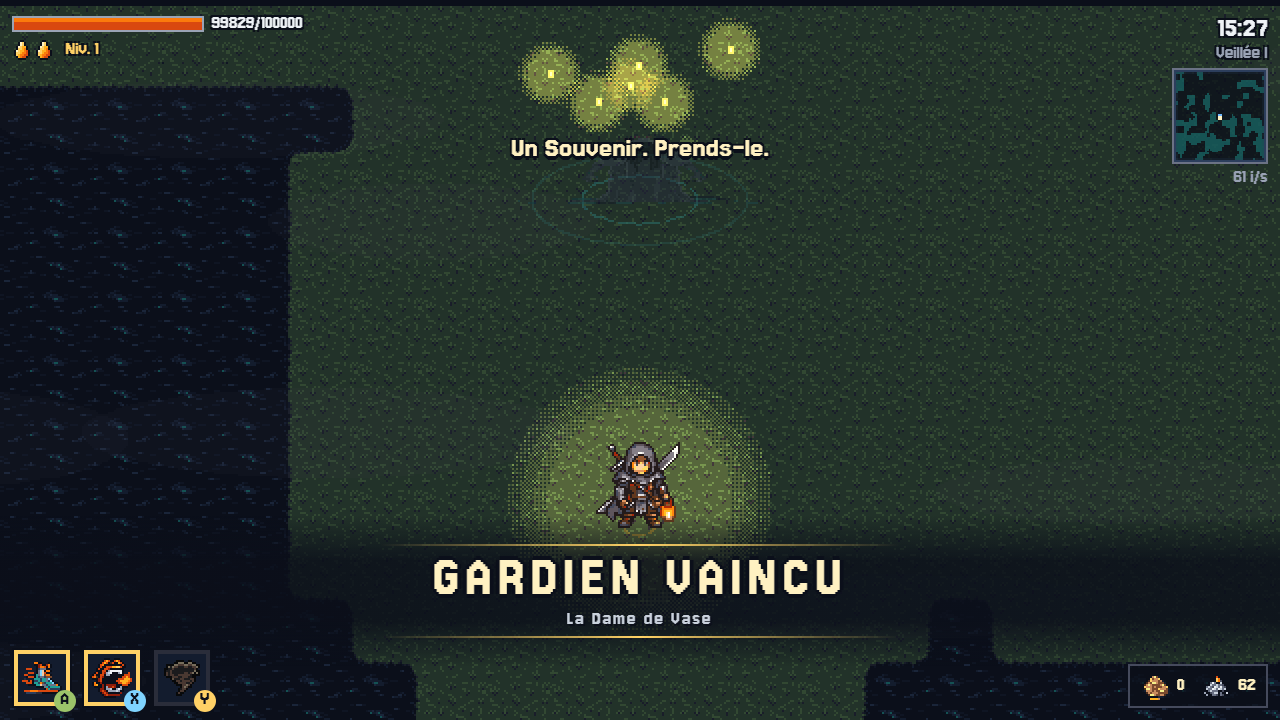 99829/100000
15:27
Niv. 1
Veillée I
Un Souvenir. Prends-le.
61 i/s
GARDIEN VAINCU
La Dame de Vase
A
X
Y
0
62